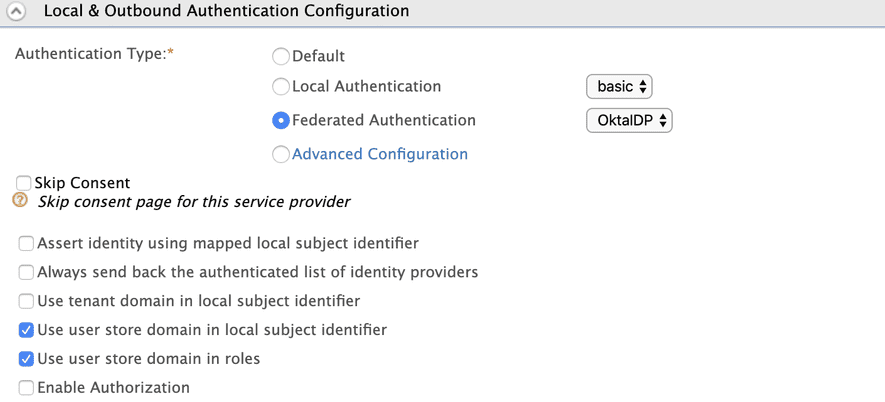 Local & Outbound Authentication Configuration
Authentication Type:*
Default
Local Authentication basic
Federated Authentication OktaIDP
Advanced Configuration
Skip Consent
? Skip consent page for this service provider
Assert identity using mapped local subject identifier
Always send back the authenticated list of identity providers
Use tenant domain in local subject identifier
Use user store domain in local subject identifier
Use user store domain in roles
Enable Authorization